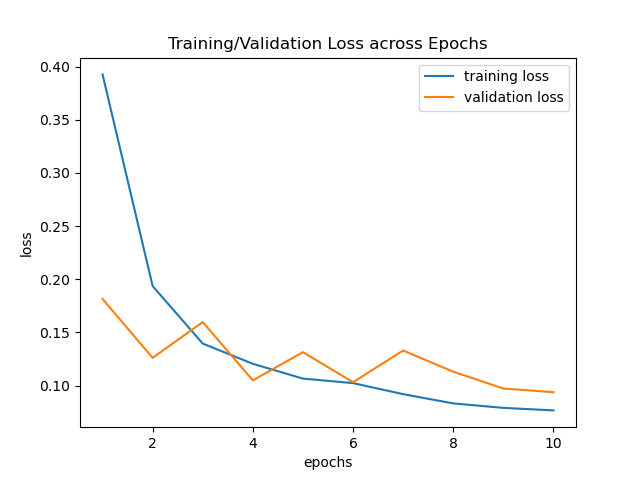 Training/Validation Loss across Epochs
training loss
validation loss
0.40
0.35
0.30
0.25
0.20
0.15
0.10
loss
2
4
6
8
10
epochs